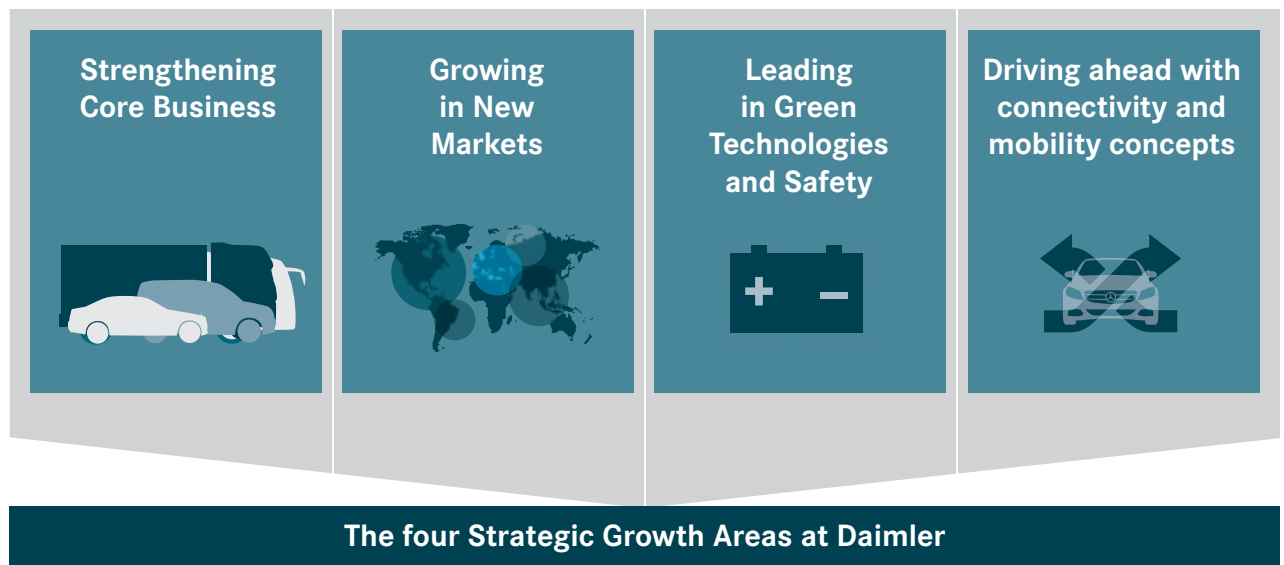 Strengthening
Core Business
Growing
in New
Markets
Leading
in Green
Technologies
and Safety
Driving ahead with
connectivity and
mobility concepts
The four Strategic Growth Areas at Daimler